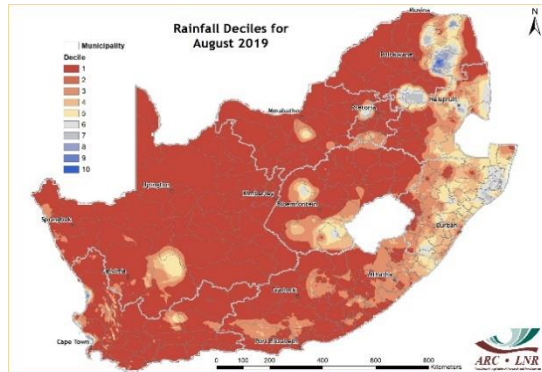 Rainfall Deciles for
August 2019
N
Municipality
Decile
1
2
3
4
5
6
7
8
9
10
Musina
Polokwane
Nelspruit
Pretoria
Mmabatho
Upington
Kimberley
Bloemfontein
Springbok
Durban
Calvinia
Umtata
Cape Town
Port Elizabeth
0 100 200 400 600 800
Kilometers
ARC • LNR